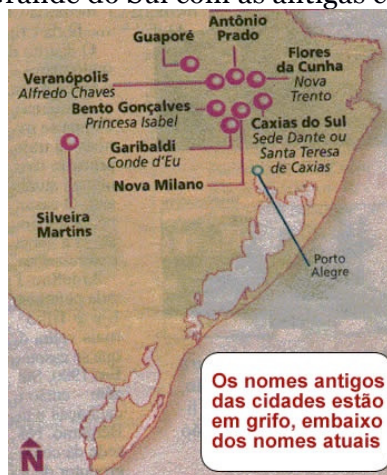 Grande do Sul com as antigas c
Antônio
Prado
Guaporé
Flores
da Cunha
Nova
Trento
Veranópolis
Alfredo Chaves
Bento Gonçalves
Princesa Isabel
Caxias do Sul
Sede Dante ou
Santa Teresa
de Caxias
Garibaldi
Conde d'Eu
Nova Milano
Silveira
Martins
Porto
Alegre
Os nomes antigos
das cidades estão
em grifo, embaixo
dos nomes atuais
N